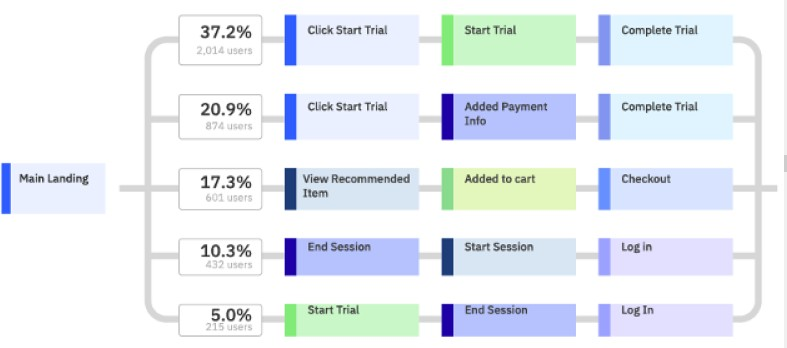 Main Landing
37.2%
2,014 users
Click Start Trial
Start Trial
Complete Trial
20.9%
874 users
Click Start Trial
Added Payment
Info
Complete Trial
17.3%
601 users
View Recommended
Item
Added to cart
Checkout
10.3%
432 users
End Session
Start Session
Log in
5.0%
215 users
Start Trial
End Session
Log In